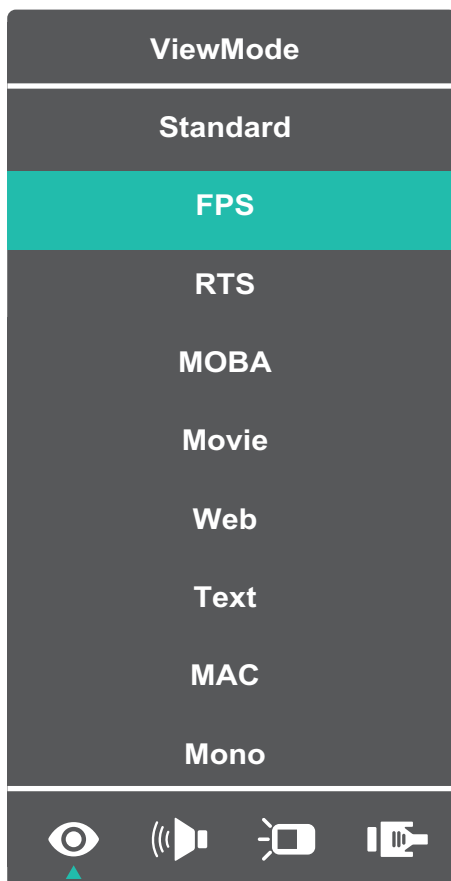 ViewMode
Standard
FPS
RTS
MOBA
Movie
Web
Text
MAC
Mono